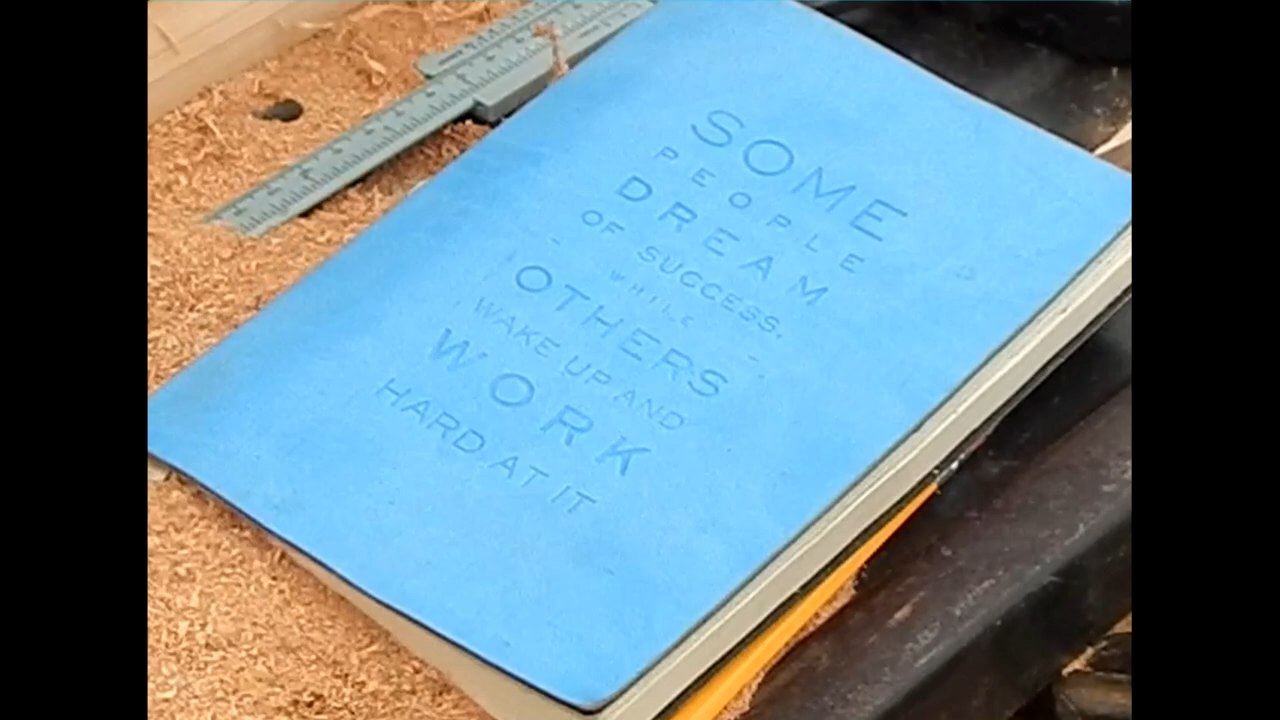 SOME
PEOPLE
DREAM
OF SUCCESS,
WHILE
OTHERS
WAKE UP AND
WORK
HARD AT IT